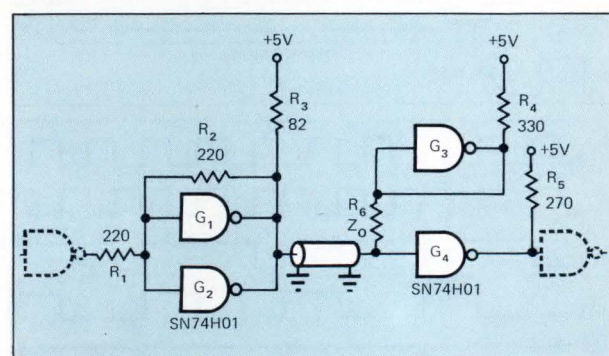 +5V
+5V
R3
82
R4
330
R2
220
+5V
G3
R5
270
G1
R6
Z0
220
R1
G2
G4
SN74H01
SN74H01